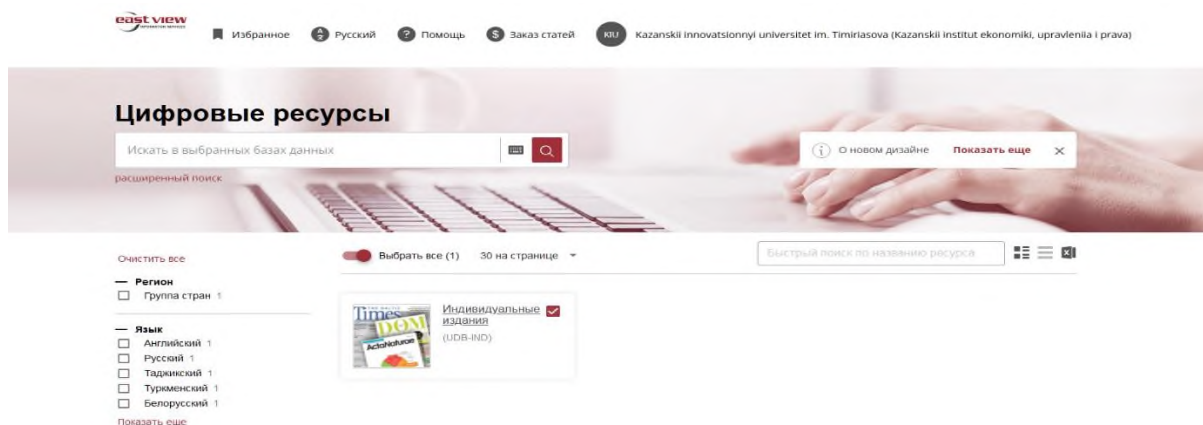 east view
INFORMATION SERVICES
Избранное
Русский
Помощь
Заказ статей
KIU
Kazanskii innovatsionnyi universitet im. Timiriasova (Kazanskii institut ekonomiki, upravleniia i prava)
Цифровые ресурсы
Искать в выбранных базах данных
расширенный поиск
О новом дизайне
Показать еще
Очистить все
Выбрать все (1)
30 на странице
Быстрый поиск по названию ресурса
Регион
Группа стран 1
Язык
Английский 1
Русский 1
Таджикский 1
Туркменский 1
Белорусский 1
Показать еще
Times
DOM
ActaNaturae
Индивидуальные
издания
(UDB-IND)